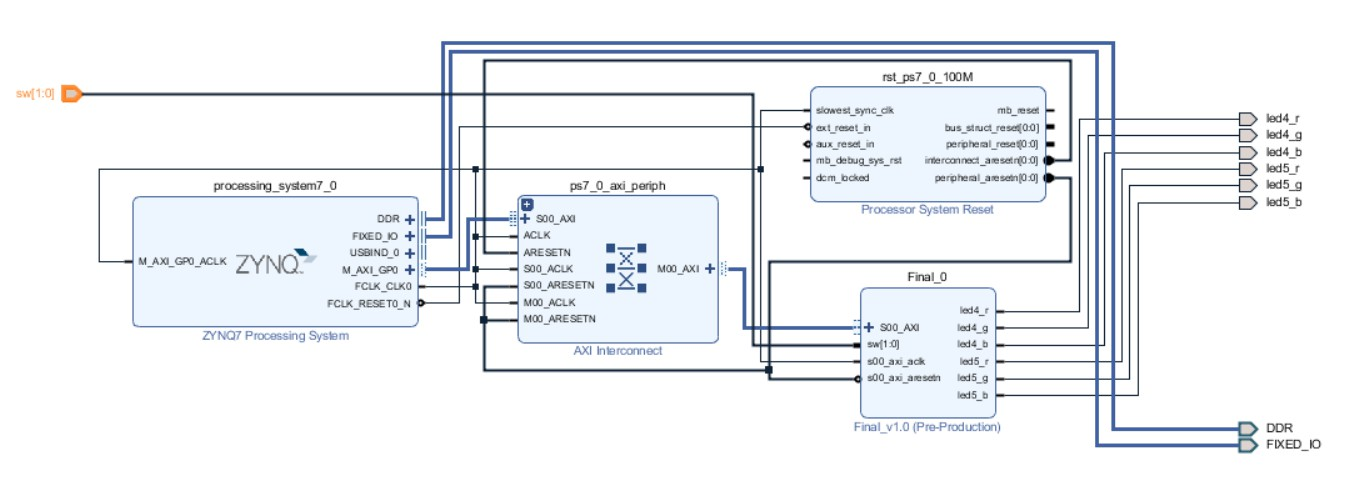 sw[1:0]
processing_system7_0
M_AXI_GP0_ACLK
ZYNQ
DDR
FIXED_IO
USBIND_0
M_AXI_GP0
FCLK_CLK0
FCLK_RESET0_N
ZYNQ7 Processing System
ps7_0_axi_periph
S00_AXI
ACLK
ARESETN
S00_ACLK
S00_ARESETN
M00_ACLK
M00_ARESETN
M00_AXI
AXI Interconnect
rst_ps7_0_100M
slowest_sync_clk
ext_reset_in
aux_reset_in
mb_debug_sys_rst
dcm_locked
mb_reset
bus_struct_reset[0:0]
peripheral_reset[0:0]
interconnect_aresetn[0:0]
peripheral_aresetn[0:0]
Processor System Reset
Final_0
S00_AXI
sw[1:0]
s00_axi_aclk
s00_axi_aresetn
led4_r
led4_g
led4_b
led5_r
led5_g
led5_b
Final_v1.0 (Pre-Production)
led4_r
led4_g
led4_b
led5_r
led5_g
led5_b
DDR
FIXED_IO